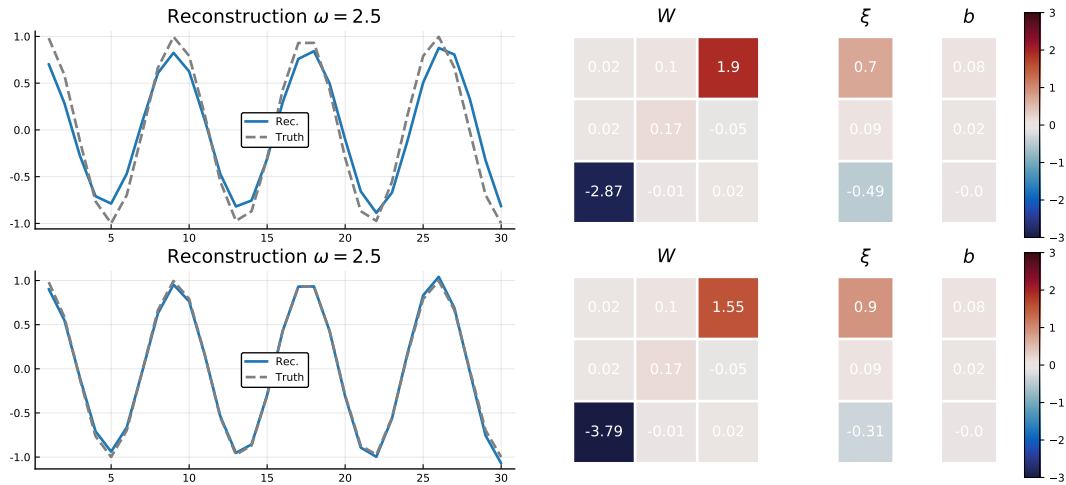 Reconstruction ω = 2.5
1.0
0.5
0.0
-0.5
-1.0
5
10
15
20
25
30
Rec.
Truth
W
0.02 0.1 1.9
0.02 0.17 -0.05
-2.87 -0.01 0.02
ξ
0.7
0.09
-0.49
b
0.08
0.02
-0.0
3
2
1
0
−1
−2
−3
Reconstruction ω = 2.5
1.0
0.5
0.0
-0.5
-1.0
5
10
15
20
25
30
Rec.
Truth
W
0.02 0.1 1.55
0.02 0.17 -0.05
-3.79 -0.01 0.02
ξ
0.9
0.09
-0.31
b
0.08
0.02
-0.0
3
2
1
0
−1
−2
−3